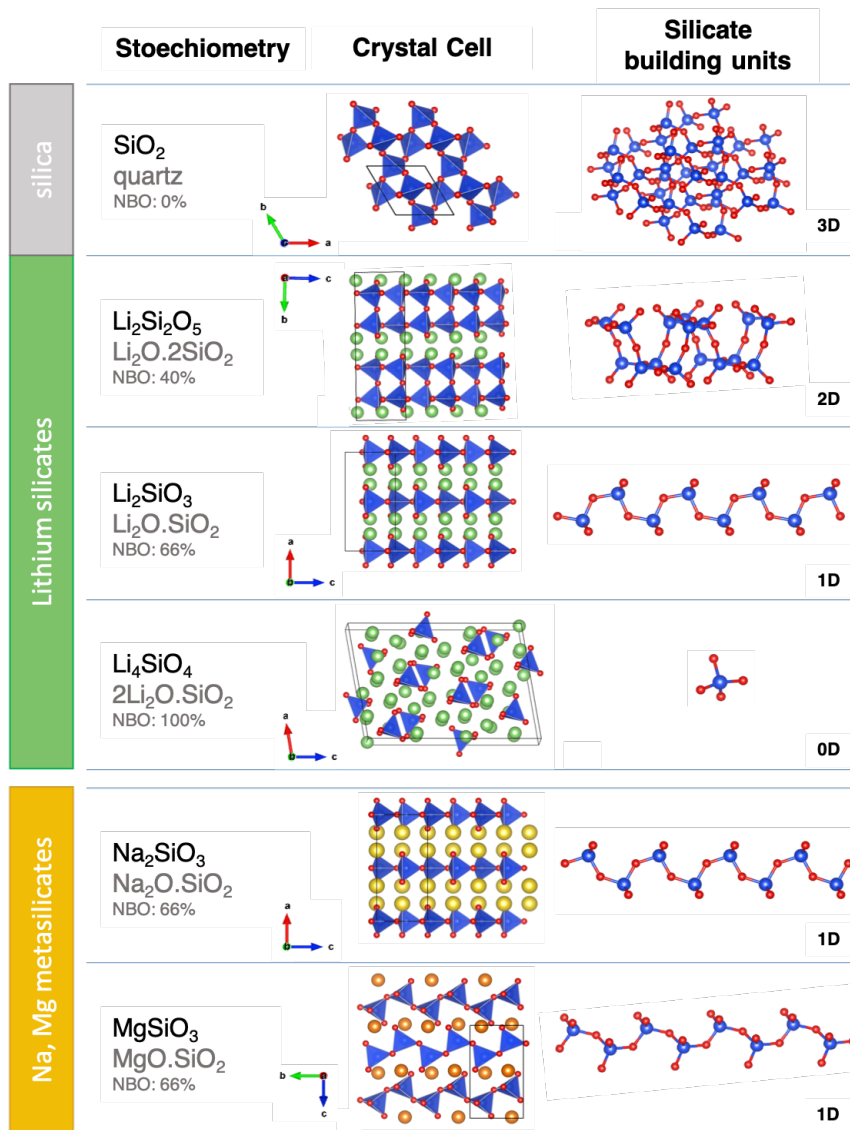 Stoechiometry
Crystal Cell
Silicate
building units
silica
SiO₂
quartz
NBO: 0%
b
c
a
3D
Lithium silicates
Li₂Si₂O₅
Li₂O.2SiO₂
NBO: 40%
a
c
b
2D
Li₂SiO₃
Li₂O.SiO₂
NBO: 66%
a
b
c
1D
Li₄SiO₄
2Li₂O.SiO₂
NBO: 100%
a
b
c
0D
Na, Mg metasilicates
Na₂SiO₃
Na₂O.SiO₂
NBO: 66%
a
b
c
1D
MgSiO₃
MgO.SiO₂
NBO: 66%
b
a
c
1D